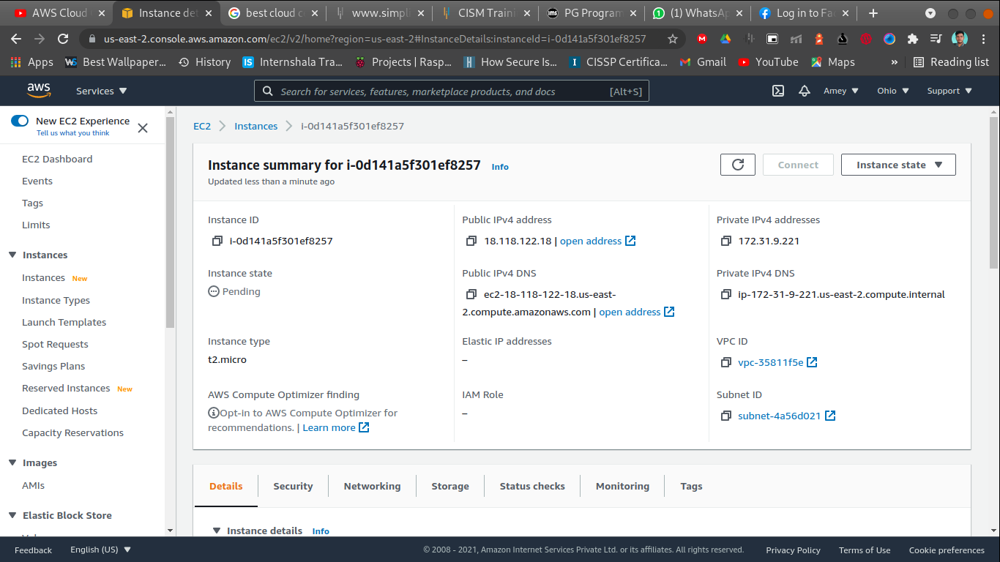 AWS Cloud
Instance det
best cloud c
www.simpli
CISM Traini
PG Program
(1) WhatsAp
Log in to Fa
us-east-2.console.aws.amazon.com/ec2/v2/home?region=us-east-2#InstanceDetails:instanceId=i-0d141a5f301ef8257
Apps
Best Wallpaper...
History
Internshala Tra...
Projects | Rasp...
How Secure Is...
CISSP Certifica...
Gmail
YouTube
Maps
»
Reading list
aws
Services
Search for services, features, marketplace products, and docs
[Alt+S]
Amey
Ohio
Support
New EC2 Experience
Tell us what you think
EC2 Dashboard
Events
Tags
Limits
Instances
Instances New
Instance Types
Launch Templates
Spot Requests
Savings Plans
Reserved Instances New
Dedicated Hosts
Capacity Reservations
Images
AMIs
Elastic Block Store
EC2
Instances
i-0d141a5f301ef8257
Instance summary for i-0d141a5f301ef8257 Info
Updated less than a minute ago
Connect
Instance state
Instance ID
i-0d141a5f301ef8257
Public IPv4 address
18.118.122.18 | open address
Private IPv4 addresses
172.31.9.221
Instance state
Pending
Public IPv4 DNS
ec2-18-118-122-18.us-east-
2.compute.amazonaws.com | open address
Private IPv4 DNS
ip-172-31-9-221.us-east-2.compute.internal
Instance type
t2.micro
Elastic IP addresses
–
VPC ID
vpc-35811f5e
AWS Compute Optimizer finding
Opt-in to AWS Compute Optimizer for
recommendations. | Learn more
IAM Role
–
Subnet ID
subnet-4a56d021
Details
Security
Networking
Storage
Status checks
Monitoring
Tags
Instance details Info
Feedback
English (US)
© 2008 - 2021, Amazon Internet Services Private Ltd. or its affiliates. All rights reserved.
Privacy Policy
Terms of Use
Cookie preferences